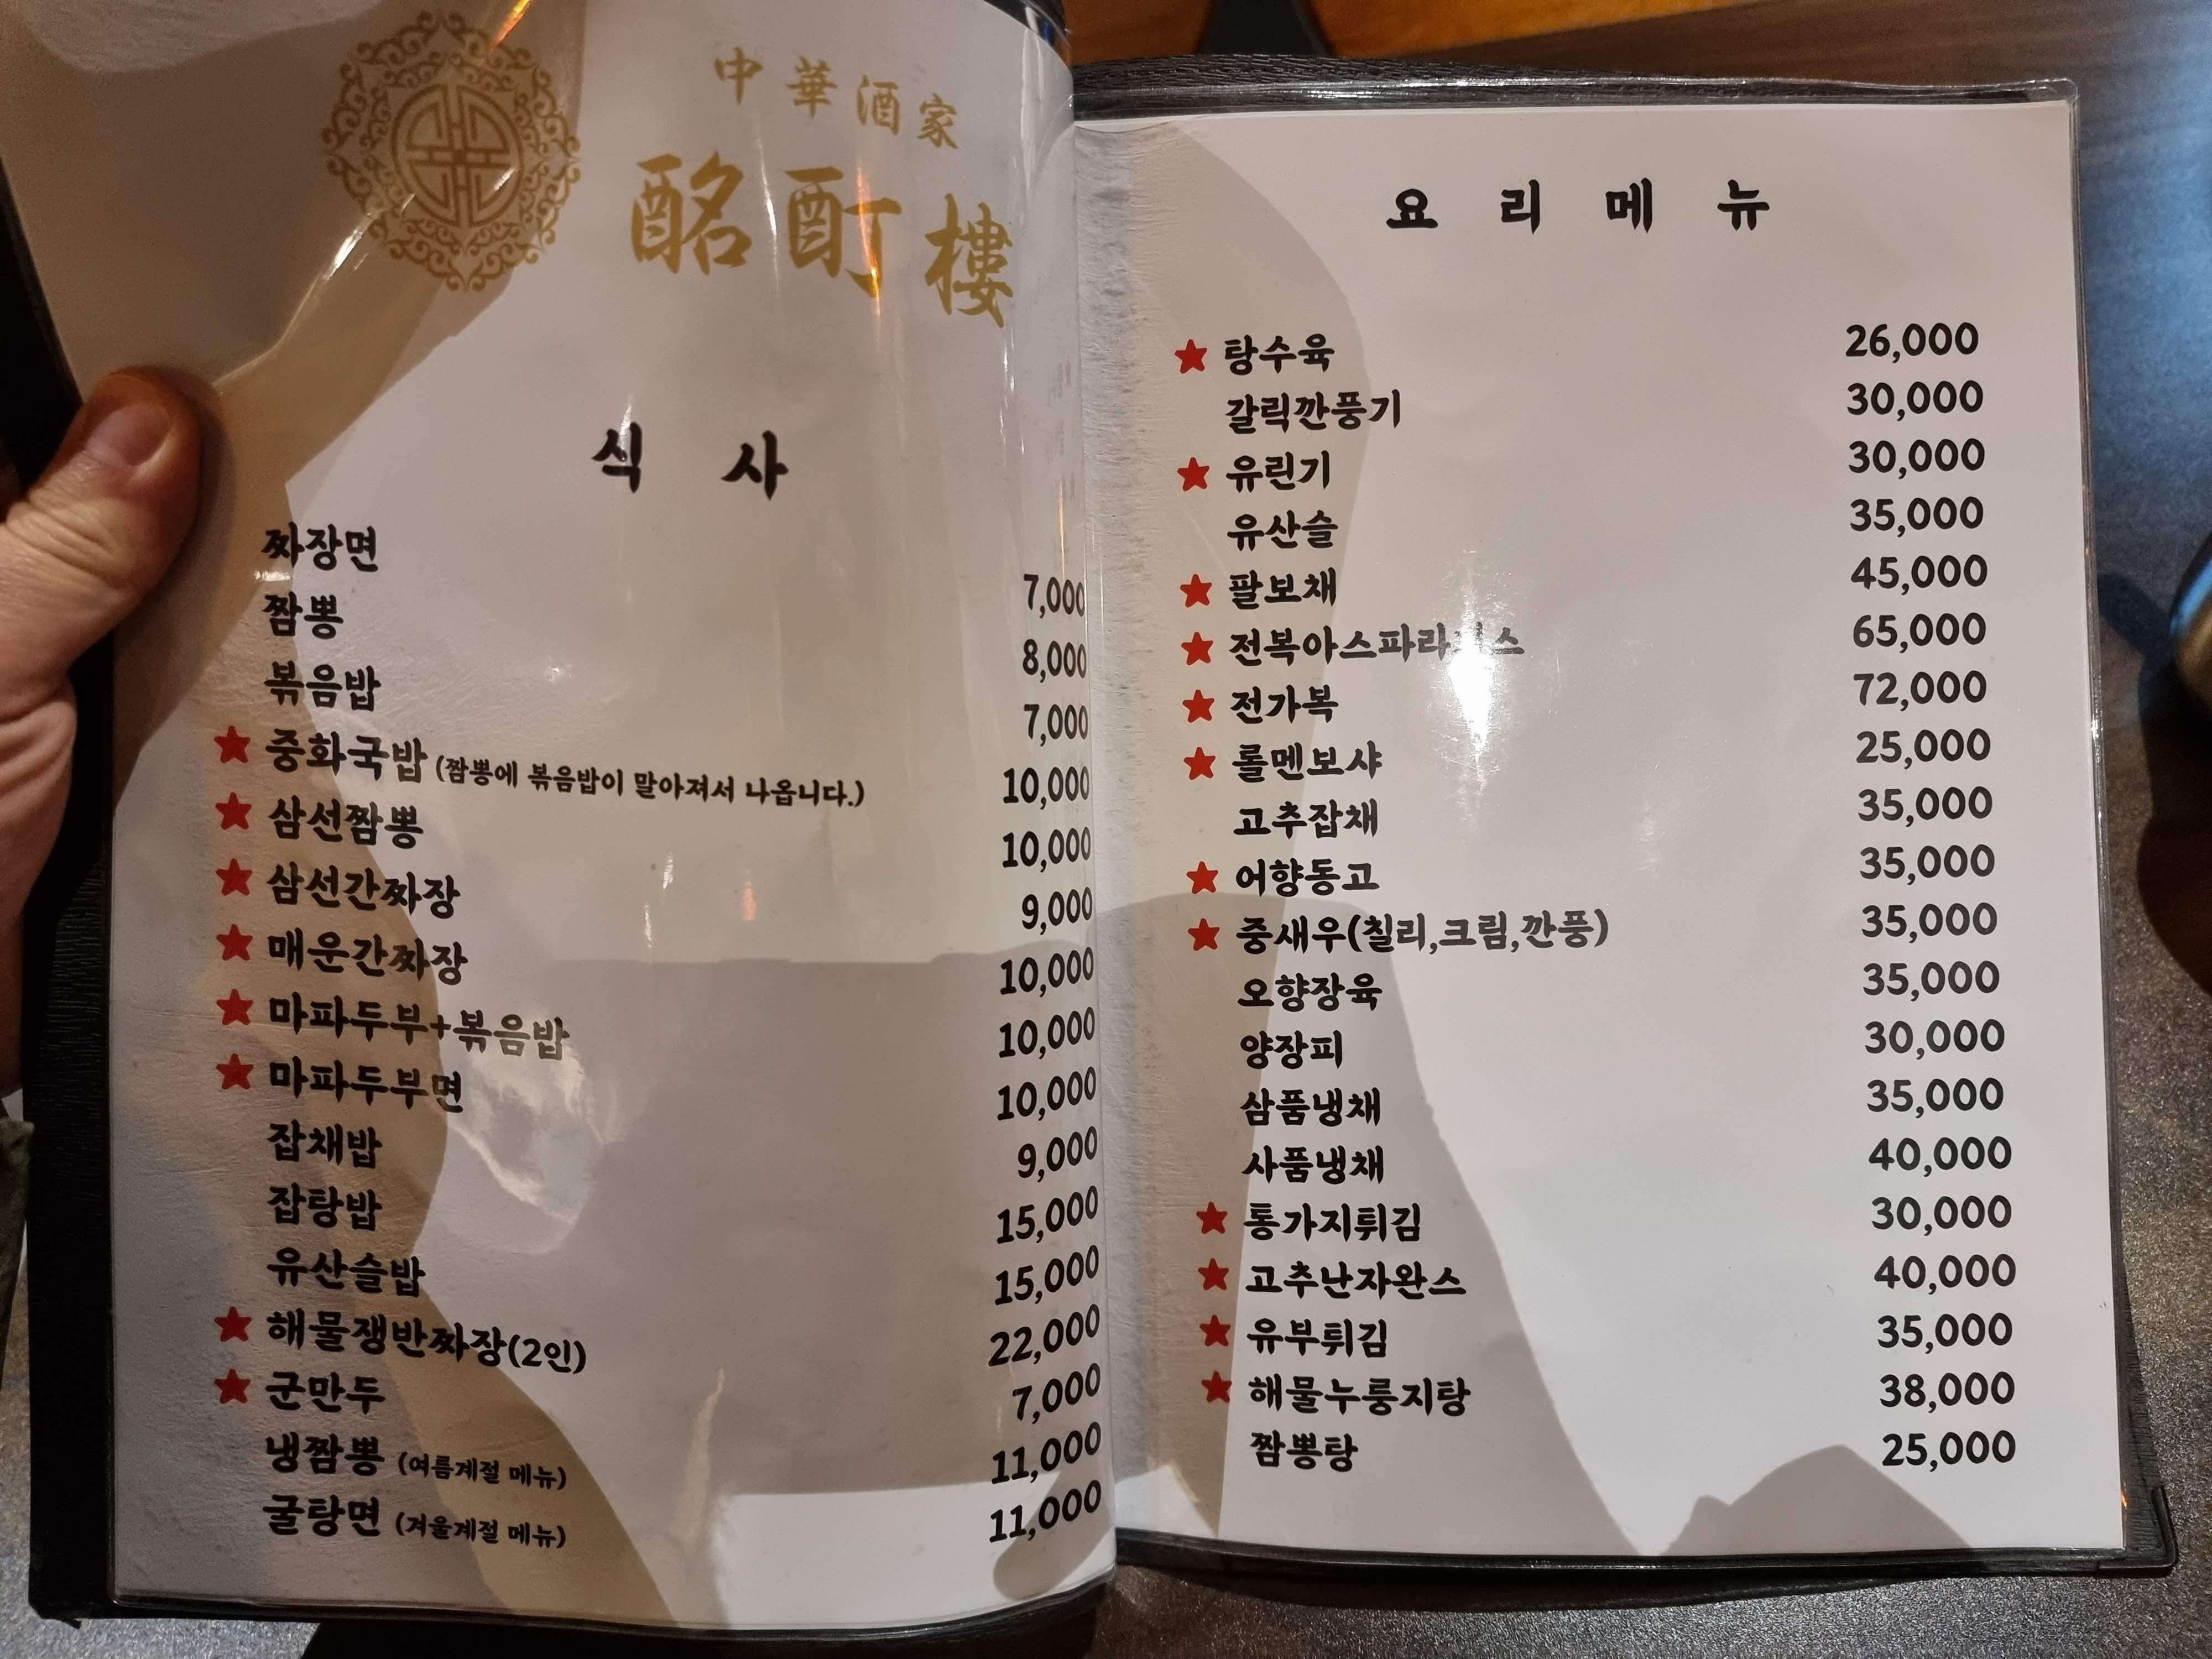 中華酒家
酩酊樓
식 사
짜장면 7,000
짬뽕 8,000
볶음밥 7,000
★ 중화국밥 (짬뽕에 볶음밥이 말아져서 나옵니다.) 10,000
★ 삼선짬뽕 10,000
★ 삼선간짜장 9,000
★ 매운간짜장 10,000
★ 마파두부+볶음밥 10,000
★ 마파두부면 10,000
잡채밥 9,000
잡탕밥 15,000
유산슬밥 15,000
★ 해물쟁반짜장(2인) 22,000
★ 군만두 7,000
냉짬뽕 (여름계절 메뉴) 11,000
굴탕면 (겨울계절 메뉴) 11,000
요 리 메 뉴
★ 탕수육 26,000
갈릭깐풍기 30,000
★ 유린기 30,000
유산슬 35,000
★ 팔보채 45,000
★ 65,000
★ 전가복 72,000
★ 롤멘보샤 25,000
고추잡채 35,000
★ 어향동고 35,000
★ 중새우(칠리,크림,깐풍) 35,000
오향장육 35,000
양장피 30,000
삼품냉채 35,000
사품냉채 40,000
★ 통가지튀김 30,000
★ 고추난자완스 40,000
★ 유부튀김 35,000
★ 해물누룽지탕 38,000
짬뽕탕 25,000